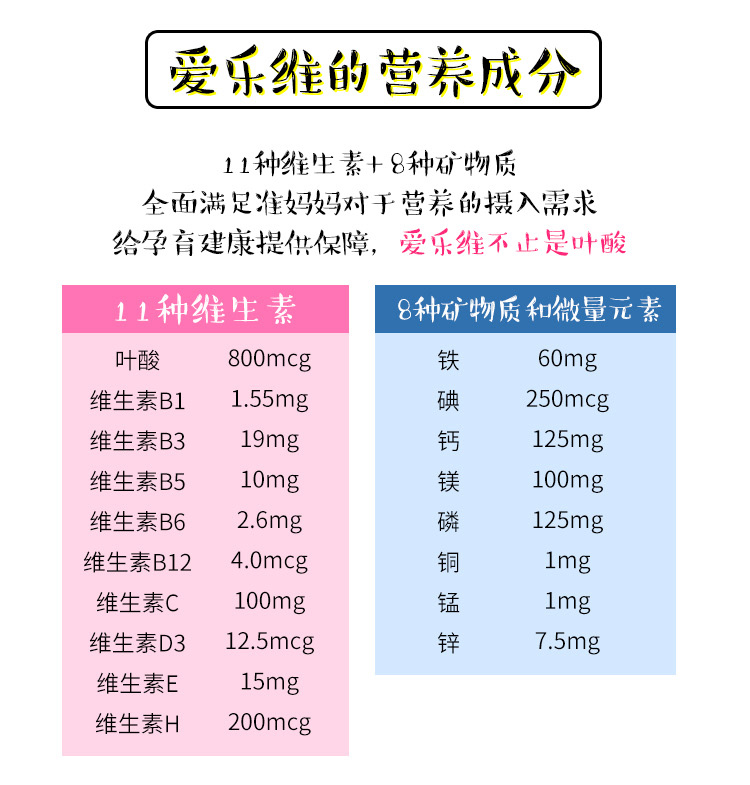 爱乐维的营养成分
11种维生素+8种矿物质
全面满足准妈妈对于营养的摄入需求
给孕育健康提供保障，爱乐维不止是叶酸
11种维生素
叶酸 800mcg
维生素B1 1.55mg
维生素B3 19mg
维生素B5 10mg
维生素B6 2.6mg
维生素B12 4.0mcg
维生素C 100mg
维生素D3 12.5mcg
维生素E 15mg
维生素H 200mcg
8种矿物质和微量元素
铁 60mg
碘 250mcg
钙 125mg
镁 100mg
磷 125mg
铜 1mg
锰 1mg
锌 7.5mg